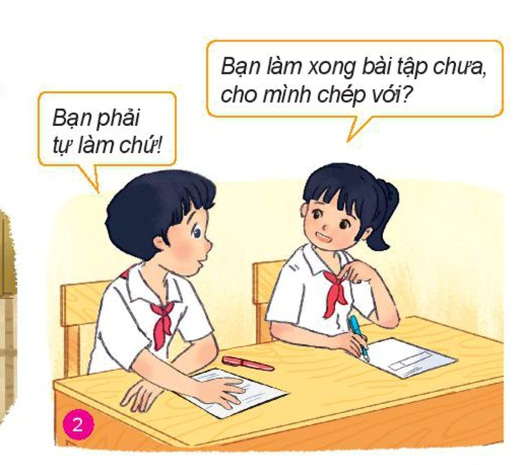 Bạn làm xong bài tập chưa,
cho mình chép với?
Bạn phải
tự làm chứ!
2